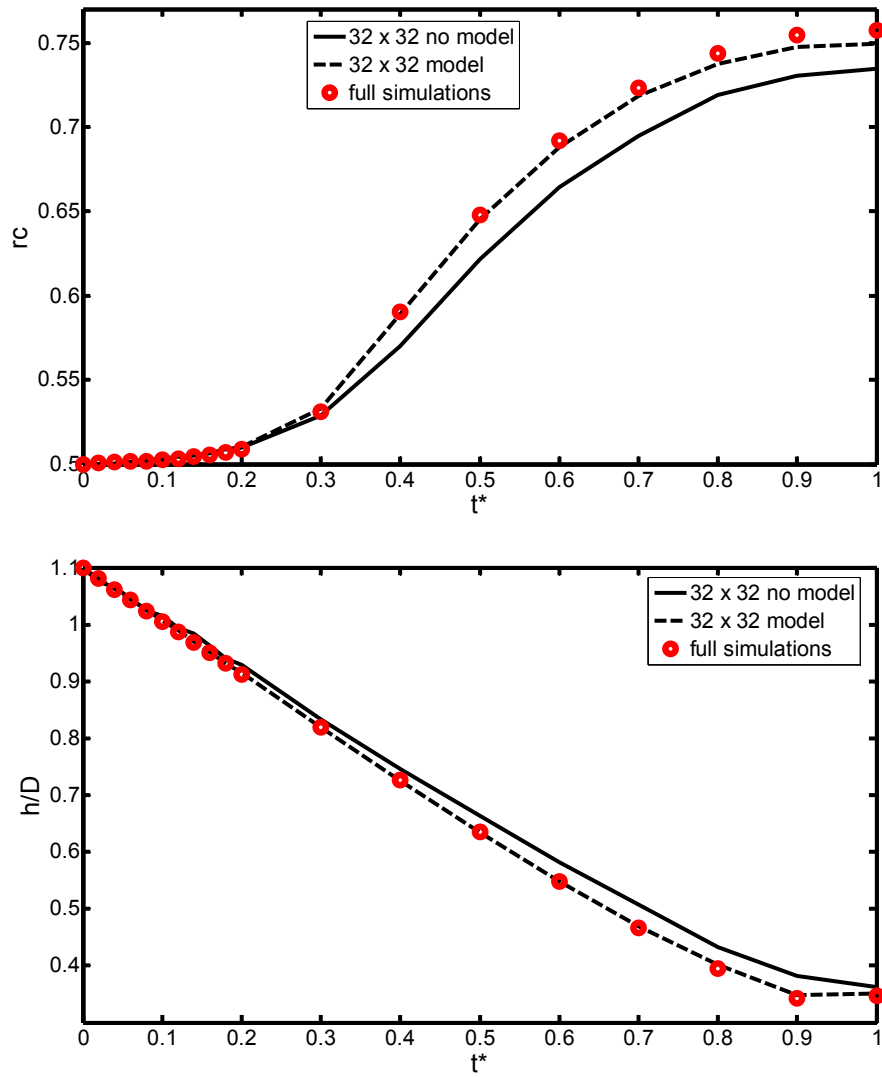 0.75
0.7
0.65
0.6
0.55
0.5
rc
32 x 32 no model
32 x 32 model
full simulations
0 0.1 0.2 0.3 0.4 0.5 0.6 0.7 0.8 0.9 1
t*
1.1
1
0.9
0.8
0.7
0.6
0.5
0.4
h/D
32 x 32 no model
32 x 32 model
full simulations
0 0.1 0.2 0.3 0.4 0.5 0.6 0.7 0.8 0.9 1
t*